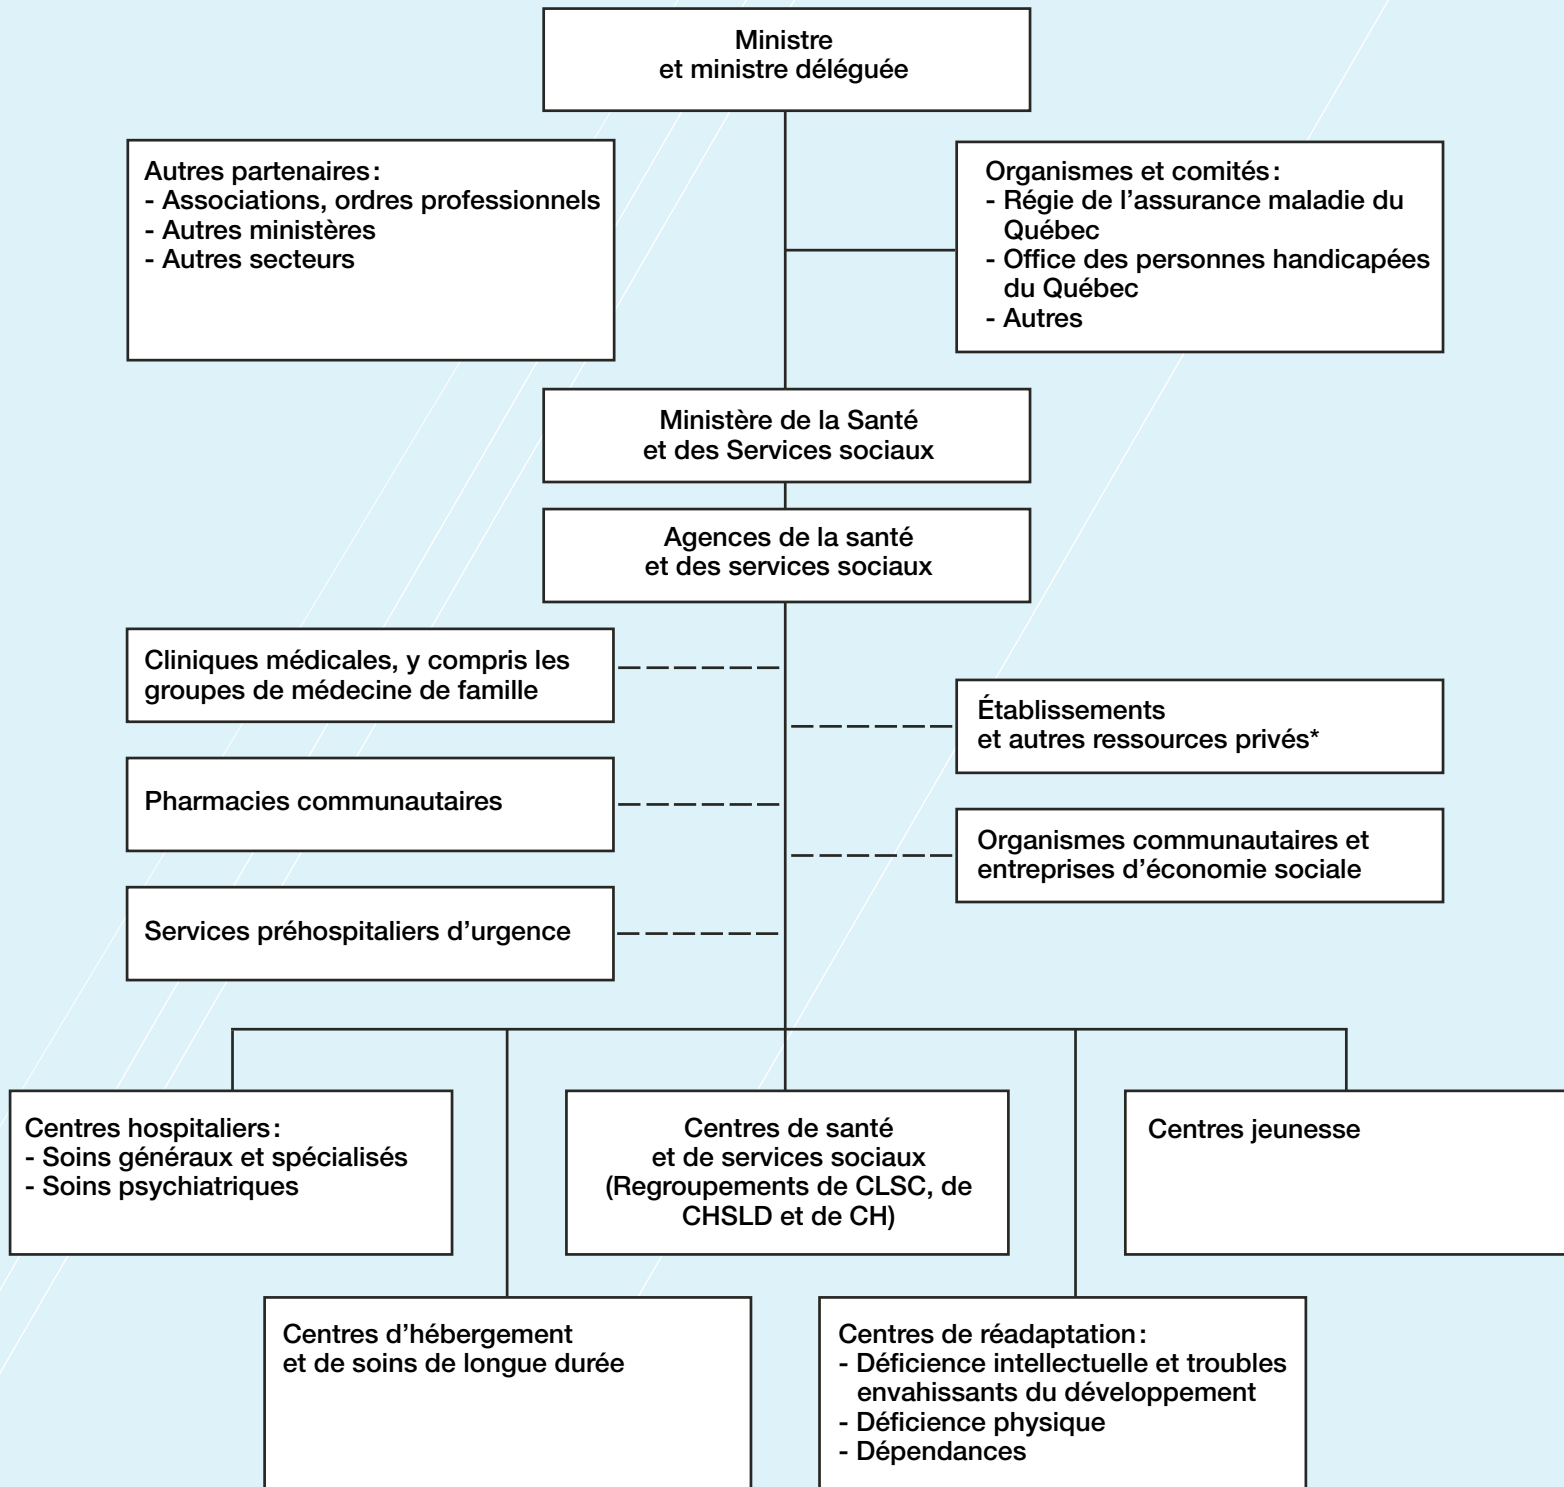 Ministre
et ministre déléguée
Autres partenaires :
- Associations, ordres professionnels
- Autres ministères
- Autres secteurs
Organismes et comités :
- Régie de l’assurance maladie du
Québec
- Office des personnes handicapées
du Québec
- Autres
Ministère de la Santé
et des Services sociaux
Agences de la santé
et des services sociaux
Cliniques médicales, y compris les
groupes de médecine de famille
Établissements
et autres ressources privés*
Pharmacies communautaires
Organismes communautaires et
entreprises d’économie sociale
Services préhospitaliers d’urgence
Centres hospitaliers :
- Soins généraux et spécialisés
- Soins psychiatriques
Centres de santé
et de services sociaux
(Regroupements de CLSC, de
CHSLD et de CH)
Centres jeunesse
Centres d’hébergement
et de soins de longue durée
Centres de réadaptation :
- Déficience intellectuelle et troubles
envahissants du développement
- Déficience physique
- Dépendances